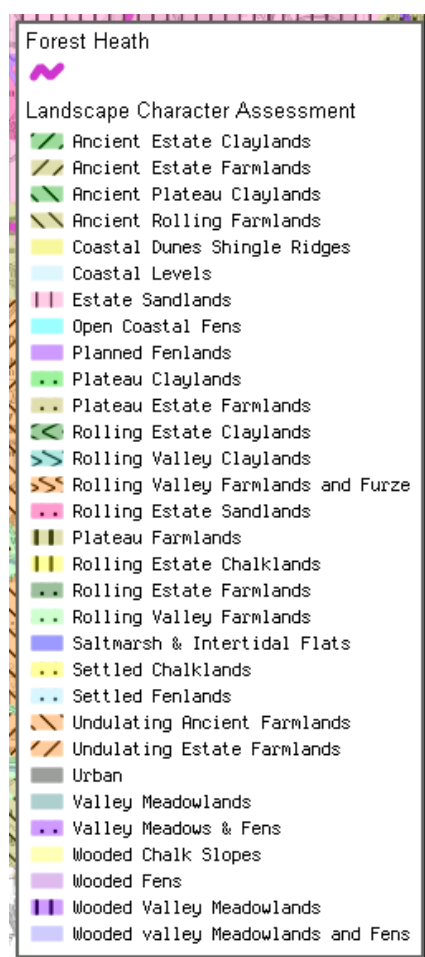 Forest Heath
Landscape Character Assessment
Ancient Estate Claylands
Ancient Estate Farmlands
Ancient Plateau Claylands
Ancient Rolling Farmlands
Coastal Dunes Shingle Ridges
Coastal Levels
Estate Sandlands
Open Coastal Fens
Planned Fenlands
Plateau Claylands
Plateau Estate Farmlands
Rolling Estate Claylands
Rolling Valley Claylands
Rolling Valley Farmlands and Furze
Rolling Estate Sandlands
Plateau Farmlands
Rolling Estate Chalklands
Rolling Estate Farmlands
Rolling Valley Farmlands
Saltmarsh & Intertidal Flats
Settled Chalklands
Settled Fenlands
Undulating Ancient Farmlands
Undulating Estate Farmlands
Urban
Valley Meadowlands
Valley Meadows & Fens
Wooded Chalk Slopes
Wooded Fens
Wooded Valley Meadowlands
Wooded valley Meadowlands and Fens